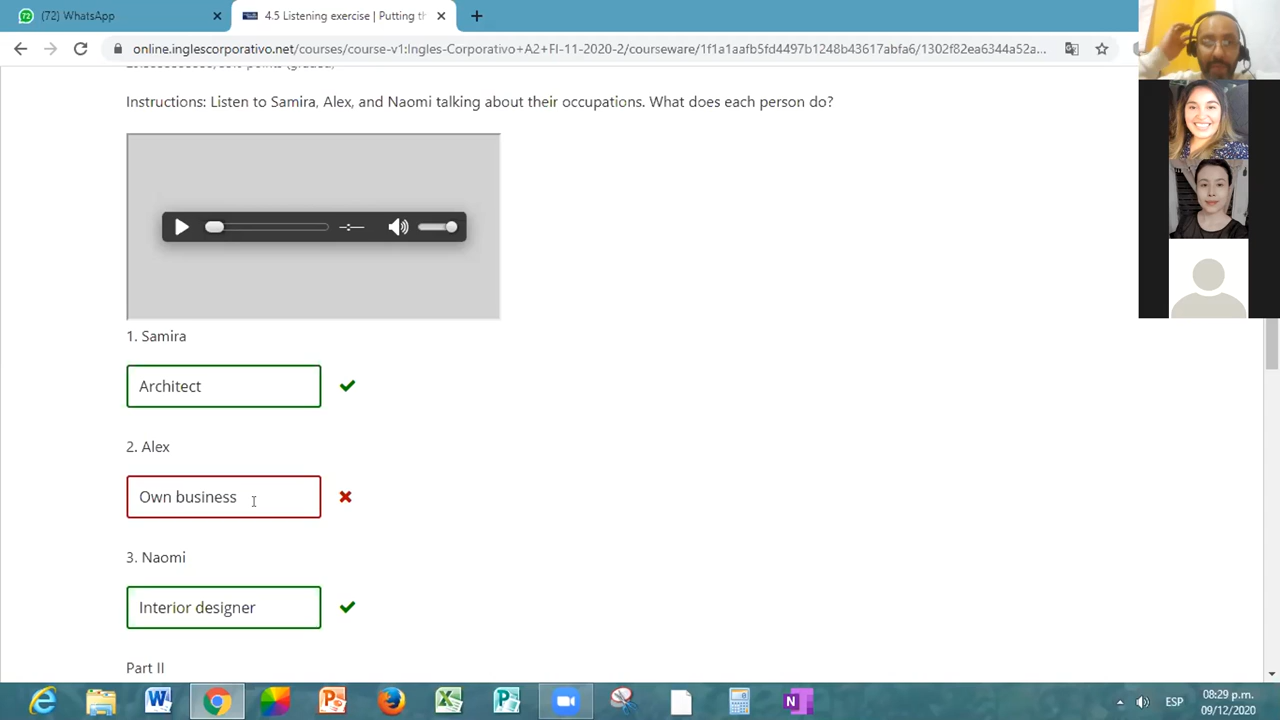 (72) WhatsApp
4.5 Listening exercise | Putting th
online.inglescorporativo.net/courses/course-v1:Ingles-Corporativo+A2+FI-11-2020-2/courseware/1f1a1aafb5fd4497b1248b43617abfa6/1302f82ea6344a52a...
Instructions: Listen to Samira, Alex, and Naomi talking about their occupations. What does each person do?
1. Samira
Architect
2. Alex
Own business
3. Naomi
Interior designer
Part II
ESP
08:29 p.m.
09/12/2020